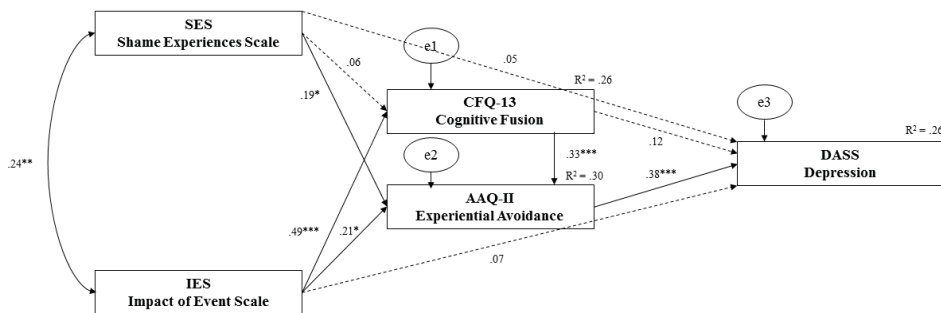 SES
Shame Experiences Scale
e1
.05
.06
R² = .26
e3
.19*
CFQ-13
Cognitive Fusion
R² = .26
.12
e2
.33***
DASS
Depression
.24**
R² = .30
.38***
AAQ-II
Experiential Avoidance
.49***
.21*
.07
IES
Impact of Event Scale